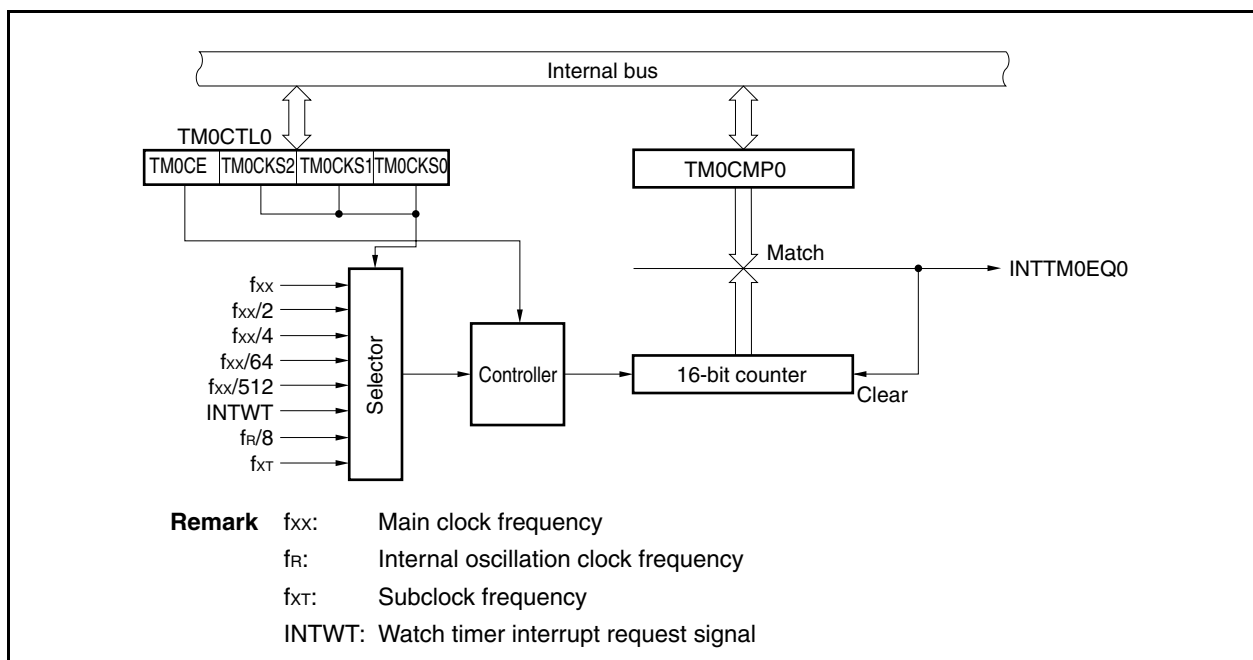 Internal bus
TM0CTL0
TM0CE TM0CKS2 TM0CKS1 TM0CKS0
TM0CMP0
Match
INTTM0EQ0
fXX
fXX/2
fXX/4
fXX/64
fXX/512
INTWT
fR/8
fXT
Selector
Controller
16-bit counter
Clear
Remark fXX: Main clock frequency
fR: Internal oscillation clock frequency
fXT: Subclock frequency
INTWT: Watch timer interrupt request signal